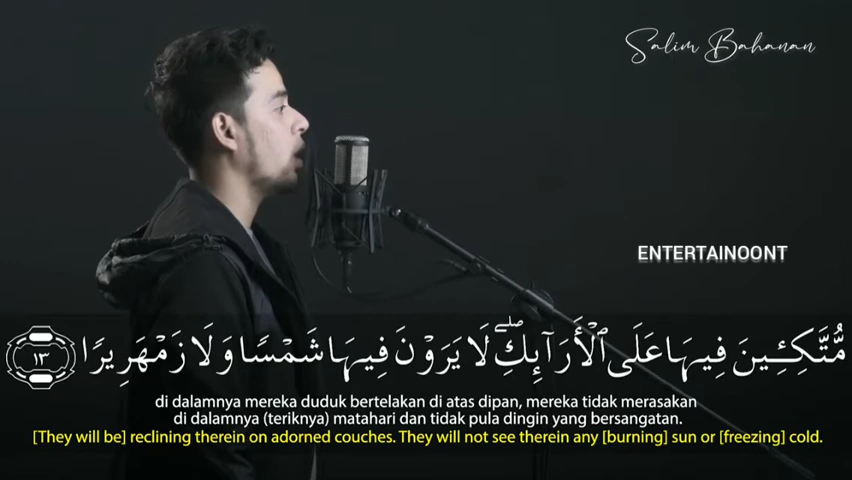 Salim Bahanan
ENTERTAINOONT
مُّتَّكِـِٔينَ فِيهَا عَلَى ٱلْأَرَآئِكِ ۖ لَا يَرَوْنَ فِيهَا شَمْسًا وَلَا زَمْهَرِيرًا ١٣
di dalamnya mereka duduk bertelakan di atas dipan, mereka tidak merasakan
di dalamnya (teriknya) matahari dan tidak pula dingin yang bersangatan.
[They will be] reclining therein on adorned couches. They will not see therein any [burning] sun or [freezing] cold.